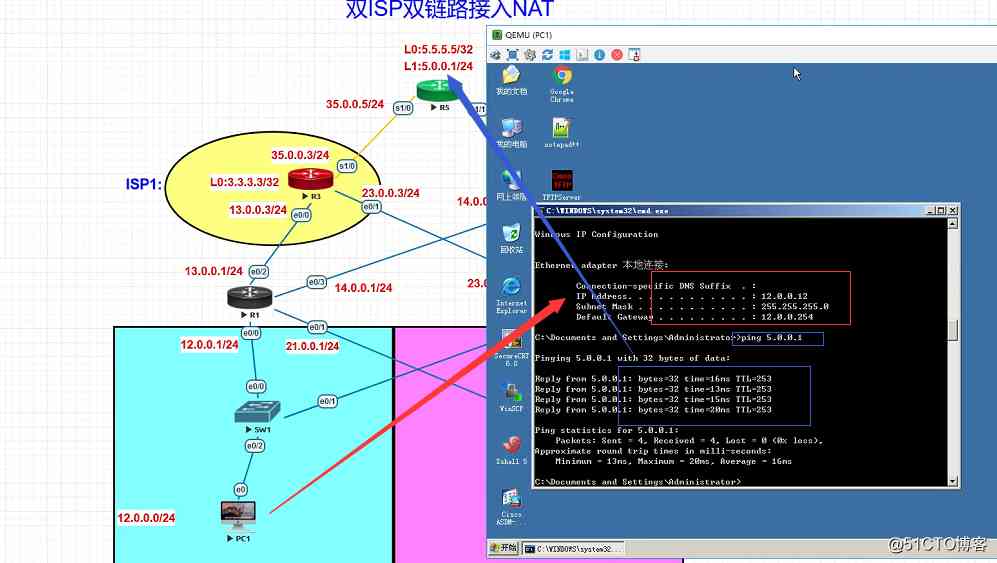 双ISP双链路接入NAT
L0:5.5.5.5/32
L1:5.0.0.1/24
R5
35.0.0.5/24
s1/0
35.0.0.3/24
s1/0
ISP1:
L0:3.3.3.3/32
R3
23.0.0.3/24
13.0.0.3/24
e0/0
e0/1
14.0.0
13.0.0.1/24
e0/2
e0/3
14.0.0.1/24
23.0
R1
e0/1
e0/0
12.0.0.1/24
21.0.0.1/24
e0/0
e0/1
SW1
e0/2
e0
12.0.0.0/24
PC1
QEMU (PC1)
我的文档
Google Chrome
我的电脑
notepad++
网上邻居
TFTPServer
回收站
Internet Explorer
SecureCRT 6.0
WinSCP
Xshell 5
Cisco ASDM-...
C:\WINDOWS\system32\cmd.exe
Windows IP Configuration
Ethernet adapter 本地连接:
Connection-specific DNS Suffix  . :
IP Address. . . . . . . . . . . . : 12.0.0.12
Subnet Mask . . . . . . . . . . . : 255.255.255.0
Default Gateway . . . . . . . . . : 12.0.0.254
C:\Documents and Settings\Administrator>ping 5.0.0.1
Pinging 5.0.0.1 with 32 bytes of data:
Reply from 5.0.0.1: bytes=32 time=16ms TTL=253
Reply from 5.0.0.1: bytes=32 time=13ms TTL=253
Reply from 5.0.0.1: bytes=32 time=15ms TTL=253
Reply from 5.0.0.1: bytes=32 time=20ms TTL=253
Ping statistics for 5.0.0.1:
Packets: Sent = 4, Received = 4, Lost = 0 (0% loss),
Approximate round trip times in milli-seconds:
Minimum = 13ms, Maximum = 20ms, Average = 16ms
C:\Documents and Settings\Administrator>
开始
C:\WINDOWS\system32...
@51CTO博客